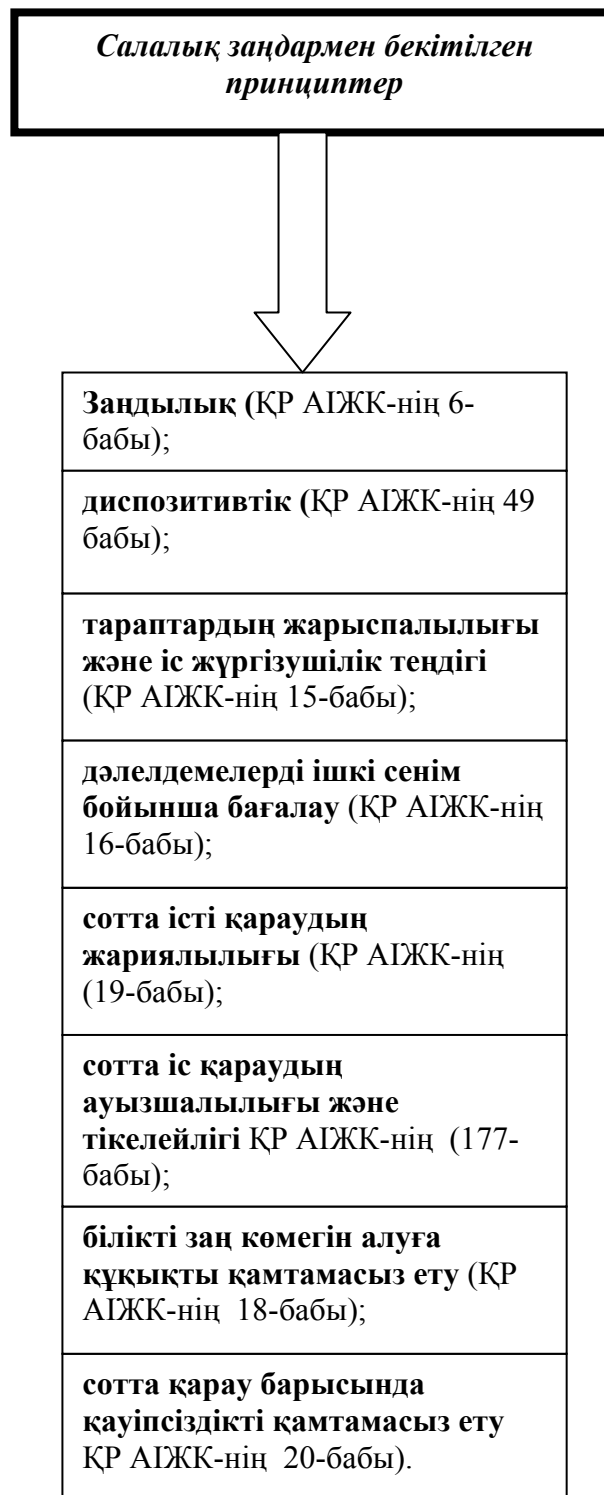 Салалық заңдармен бекітілген
принциптер
Заңдылық (ҚР АІЖК-нің 6-
бабы);
диспозитивтік (ҚР АІЖК-нің 49
бабы);
тараптардың жарыспалылығы
және іс жүргізушілік теңдігі
(ҚР АІЖК-нің 15-бабы);
дәлелдемелерді ішкі сенім
бойынша бағалау (ҚР АІЖК-нің
16-бабы);
сотта істі қараудың
жариялылығы (ҚР АІЖК-нің
(19-бабы);
сотта іс қараудың
ауызшалылығы және
тікелейлігі ҚР АІЖК-нің  (177-
бабы);
білікті заң көмегін алуға
құқықты қамтамасыз ету (ҚР
АІЖК-нің  18-бабы);
сотта қарау барысында
қауіпсіздікті қамтамасыз ету
ҚР АІЖК-нің  20-бабы).